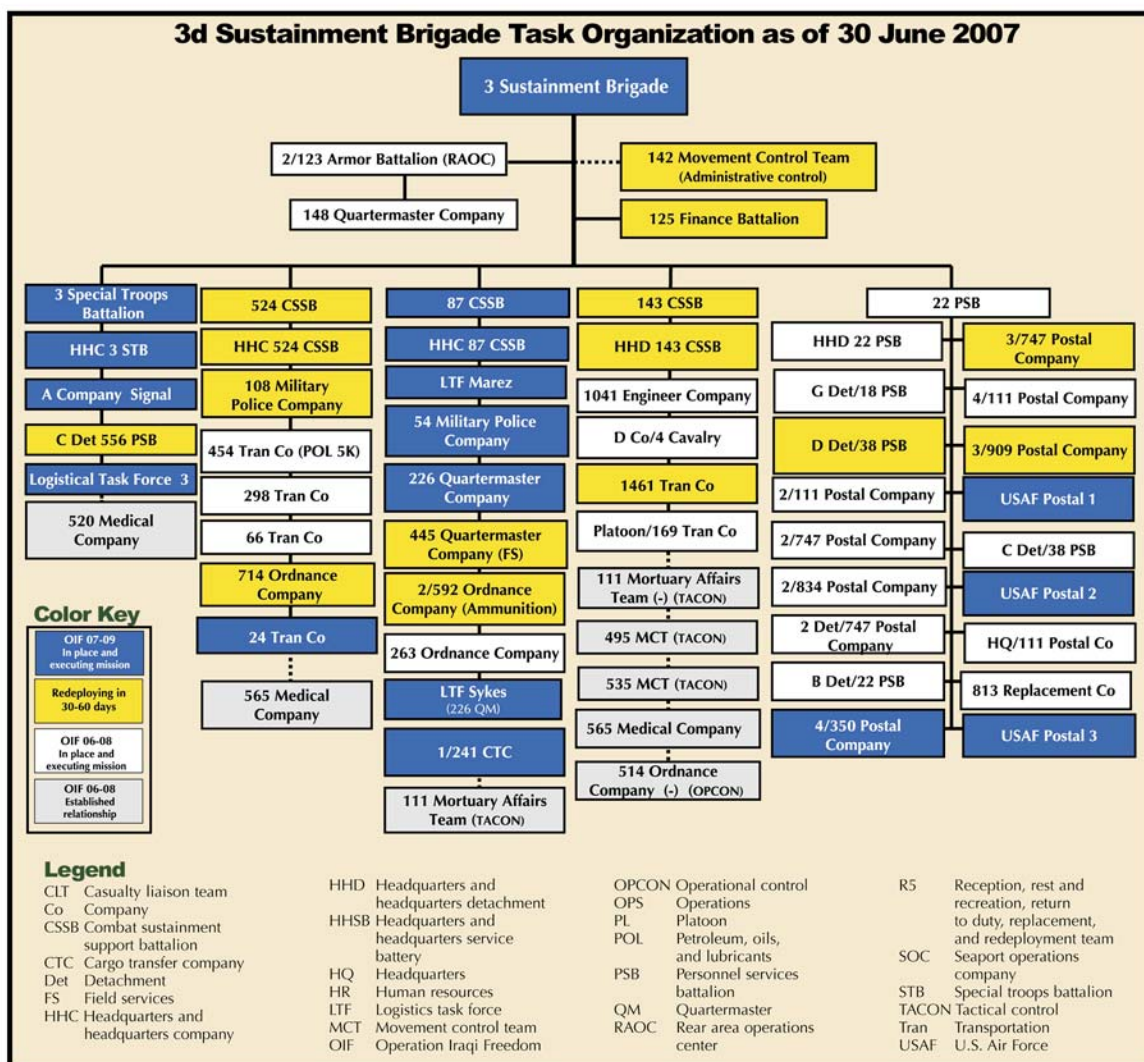 3d Sustainment Brigade Task Organization as of 30 June 2007
3 Sustainment Brigade
2/123 Armor Battalion (RAOC)
148 Quartermaster Company
142 Movement Control Team
(Administrative control)
125 Finance Battalion
3 Special Troops
Battalion
HHC 3 STB
A Company Signal
C Det 556 PSB
Logistical Task Force 3
520 Medical
Company
524 CSSB
HHC 524 CSSB
108 Military
Police Company
454 Tran Co (POL 5K)
298 Tran Co
66 Tran Co
714 Ordnance
Company
24 Tran Co
565 Medical
Company
87 CSSB
HHC 87 CSSB
LTF Marez
54 Military Police
Company
226 Quartermaster
Company
445 Quartermaster
Company (FS)
2/592 Ordnance
Company (Ammunition)
263 Ordnance Company
LTF Sykes
(226 QM)
1/241 CTC
111 Mortuary Affairs
Team (TACON)
143 CSSB
HHD 143 CSSB
1041 Engineer Company
D Co/4 Cavalry
1461 Tran Co
Platoon/169 Tran Co
111 Mortuary Affairs
Team (-) (TACON)
495 MCT (TACON)
535 MCT (TACON)
565 Medical Company
514 Ordnance
Company (-) (OPCON)
22 PSB
HHD 22 PSB
G Det/18 PSB
D Det/38 PSB
2/111 Postal Company
2/747 Postal Company
2/834 Postal Company
2 Det/747 Postal
Company
B Det/22 PSB
4/350 Postal
Company
3/747 Postal
Company
4/111 Postal Company
3/909 Postal Company
USAF Postal 1
C Det/38 PSB
USAF Postal 2
HQ/111 Postal Co
813 Replacement Co
USAF Postal 3
Color Key
OIF 07-09
In place and
executing mission
Redeploying in
30-60 days
OIF 06-08
In place and
executing mission
OIF 06-08
Established
relationship
Legend
CLT Casualty liaison team
Co Company
CSSB Combat sustainment
support battalion
CTC Cargo transfer company
Det Detachment
FS Field services
HHC Headquarters and
headquarters company
HHD Headquarters and
headquarters detachment
HHSB Headquarters and
headquarters service
battery
HQ Headquarters
HR Human resources
LTF Logistics task force
MCT Movement control team
OIF Operation Iraqi Freedom
OPCON Operational control
OPS Operations
PL Platoon
POL Petroleum, oils,
and lubricants
PSB Personnel services
battalion
QM Quartermaster
RAOC Rear area operations
center
R5 Reception, rest and
recreation, return
to duty, replacement,
and redeployment team
SOC Seaport operations
company
STB Special troops battalion
TACON Tactical control
Tran Transportation
USAF U.S. Air Force